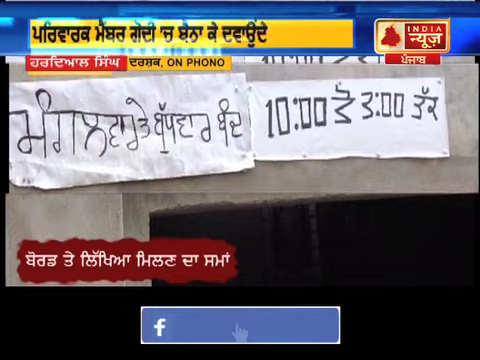 ਪਰਿਵਾਰਕ ਮੈਂਬਰ ਗੋਦੀ 'ਚ ਬੈਠਾ ਕੇ ਦਵਾਉਂਦੇ
INDIA
ਨਿਊਜ਼
ਪੰਜਾਬ
ਹਰਦਿਆਲ ਸਿੰਘ ਦਰਸ਼ਕ, ON PHONO
ਮੰਗਲਵਾਰ ਤੇ ਬੁੱਧਵਾਰ ਬੰਦ
10:00 ਤੋਂ 3:00 ਤੱਕ
ਬੋਰਡ ਤੇ ਲਿੱਖਿਆ ਮਿਲਣ ਦਾ ਸਮਾਂ
f